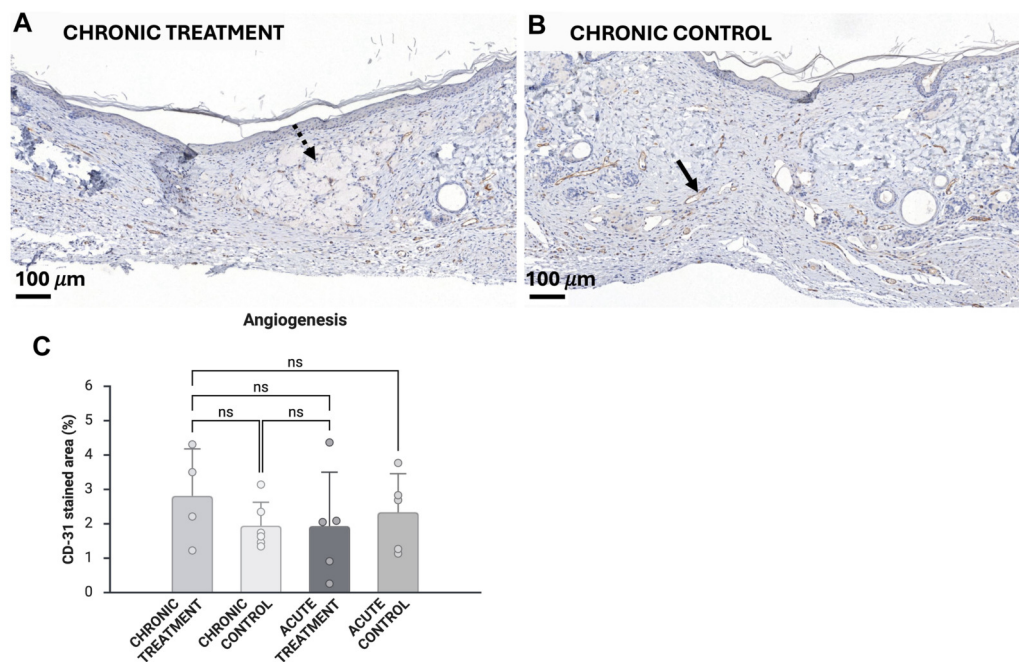 A
CHRONIC TREATMENT
B
CHRONIC CONTROL
100 μm
100 μm
Angiogenesis
C
ns
ns
ns
ns
CD-31 stained area (%)
6
5
4
3
2
1
0
CHRONIC
TREATMENT
CHRONIC
CONTROL
ACUTE
TREATMENT
ACUTE
CONTROL